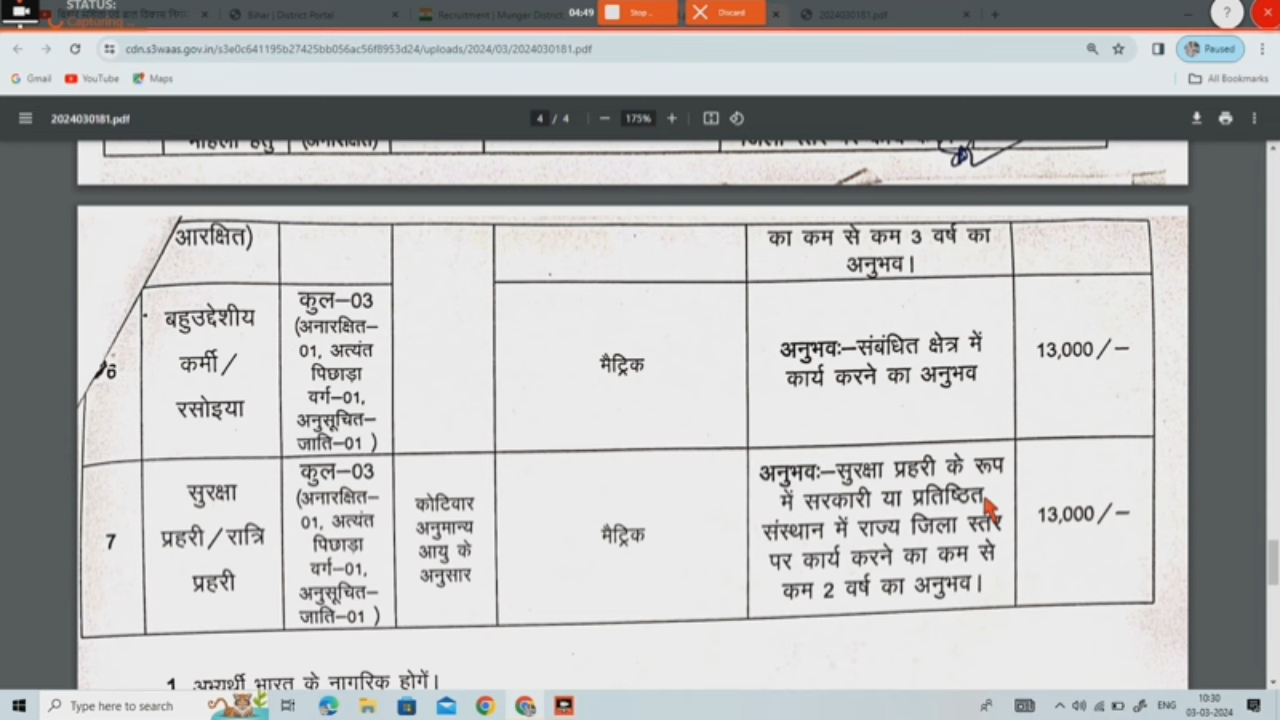 STATUS:
Capturing ...
04:49
Stop ...
Discard
Bihar | District Portal
Recruitment | Munger District
2024030181.pdf
cdn.s3waas.gov.in/s3e0c641195b27425bb056ac56f8953d24/uploads/2024/03/2024030181.pdf
Paused
Gmail
YouTube
Maps
All Bookmarks
2024030181.pdf
4 / 4
175%
महिला हेतु
(अनारक्षित)
आरक्षित)
का कम से कम 3 वर्ष का
अनुभव।
6
बहुउद्देशीय
कर्मी/
रसोइया
कुल–03
(अनारक्षित–
01, अत्यंत
पिछाड़ा
वर्ग–01,
अनुसूचित–
जाति–01 )
मैट्रिक
अनुभवः–संबंधित क्षेत्र में
कार्य करने का अनुभव
13,000/–
7
सुरक्षा
प्रहरी/रात्रि
प्रहरी
कुल–03
(अनारक्षित–
01, अत्यंत
पिछाड़ा
वर्ग–01,
अनुसूचित–
जाति–01 )
कोटिवार
अनुमान्य
आयु के
अनुसार
मैट्रिक
अनुभवः–सुरक्षा प्रहरी के रूप
में सरकारी या प्रतिष्ठित
संस्थान में राज्य जिला स्तर
पर कार्य करने का कम से
कम 2 वर्ष का अनुभव।
13,000/–
1. अभ्यर्थी भारत के नागरिक होगें।
Type here to search
ENG
10:30
03-03-2024